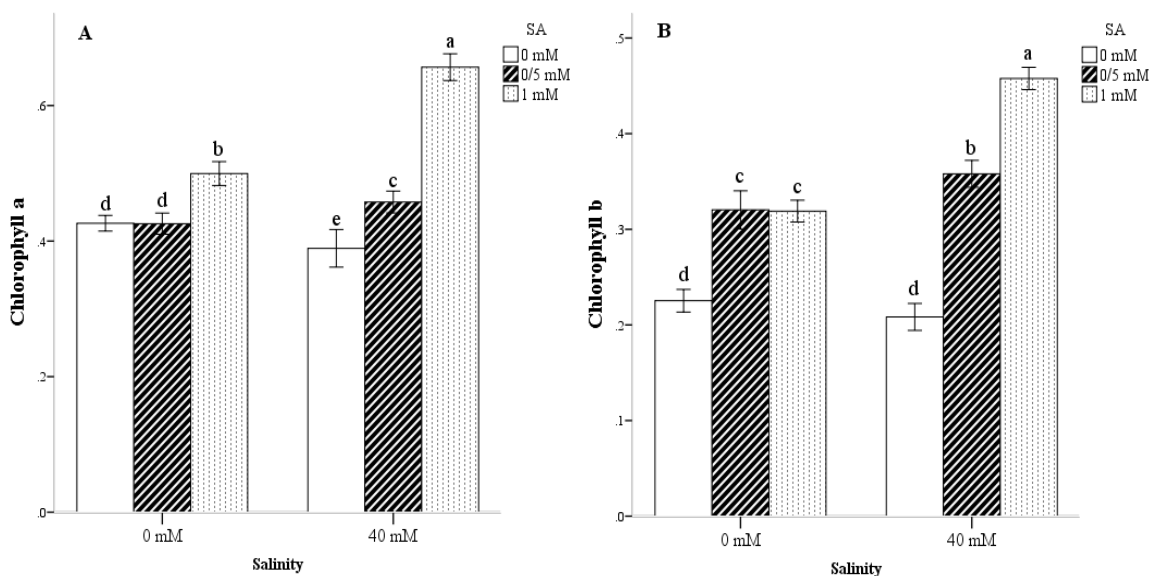 A
SA
0 mM
0/5 mM
1 mM
Chlorophyll a
.6
.4
.2
.0
d
d
b
e
c
a
0 mM
40 mM
Salinity
B
SA
0 mM
0/5 mM
1 mM
Chlorophyll b
.5
.4
.3
.2
.1
.0
d
c
c
d
b
a
0 mM
40 mM
Salinity